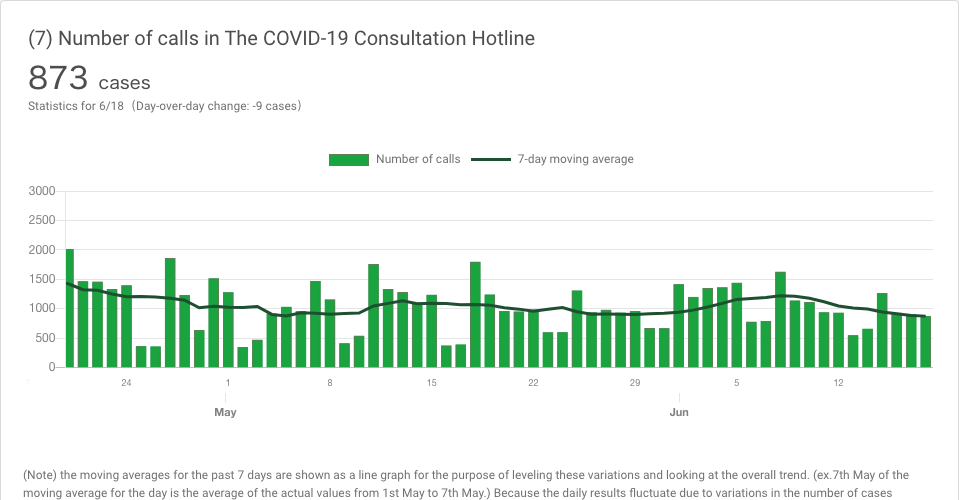 (7) Number of calls in The COVID-19 Consultation Hotline
873 cases
Statistics for 6/18（Day-over-day change: -9 cases）
Number of calls 7-day moving average
3000
2500
2000
1500
1000
500
0
24 1 8 15 22 29 5 12
May Jun
(Note) the moving averages for the past 7 days are shown as a line graph for the purpose of leveling these variations and looking at the overall trend. (ex.7th May of the
moving average for the day is the average of the actual values from 1st May to 7th May.) Because the daily results fluctuate due to variations in the number of cases